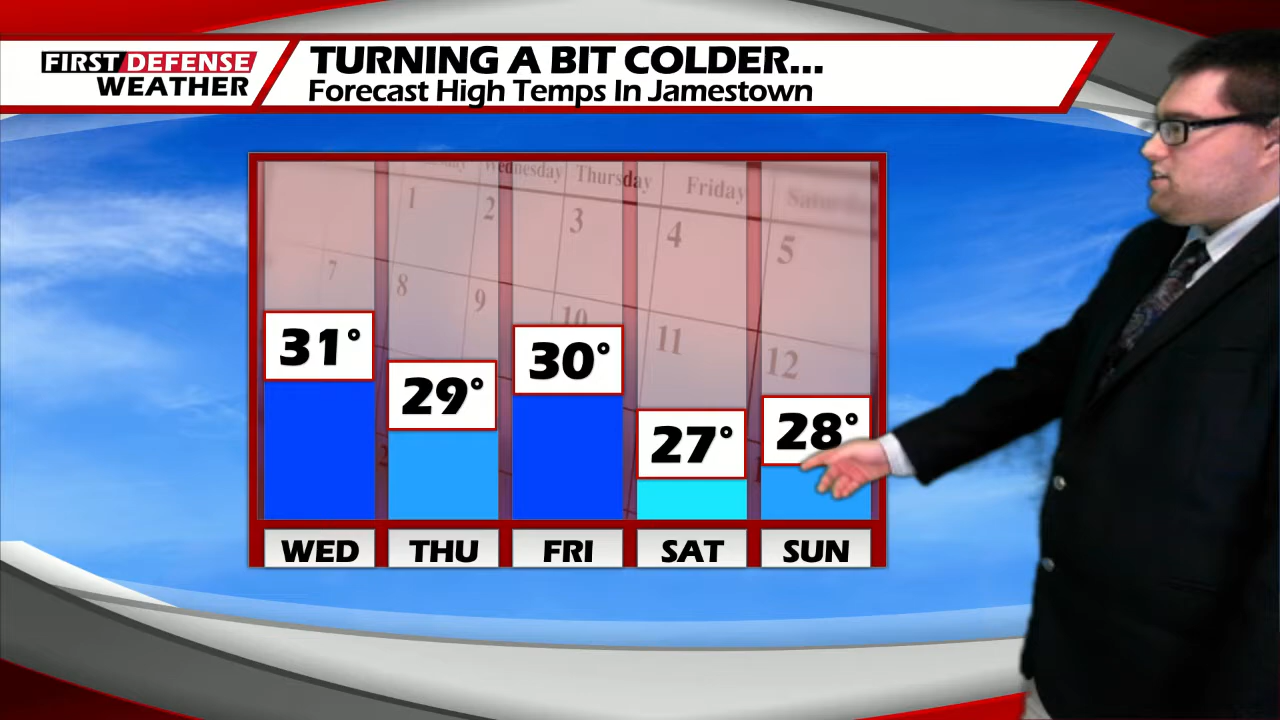 FIRST DEFENSE
WEATHER
TURNING A BIT COLDER...
Forecast High Temps In Jamestown
Wednesday Thursday Friday
1 2 3 4 5
7 8 9 10 11 12
31° 29° 30° 27° 28°
WED THU FRI SAT SUN